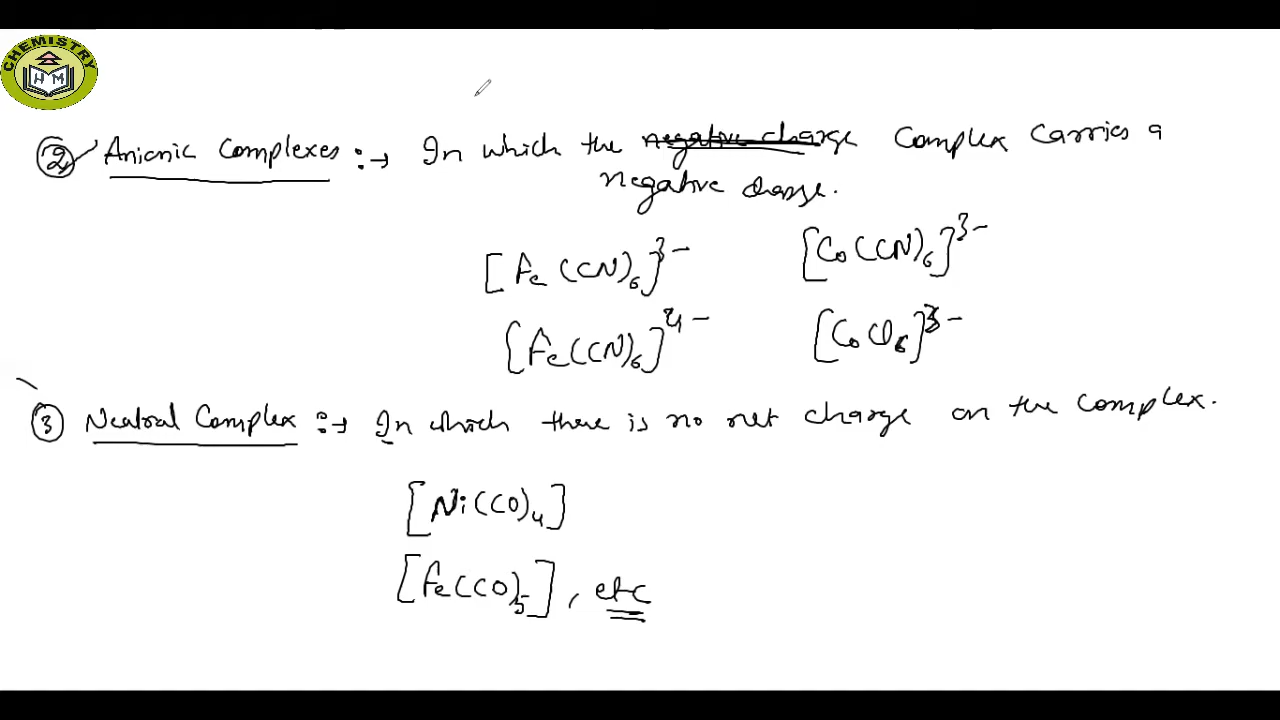 CHEMISTRY
H M
② Anionic Complexes :→ In which the ~~negative charge~~ Complex Carries a
negative charge.
[Fe(CN)₆]³⁻ [Co(CN)₆]³⁻
[Fe(CN)₆]⁴⁻ [CoCl₆]³⁻
③ Neutral Complex :→ In which there is no net charge on the complex.
[Ni(CO)₄]
[Fe(CO)₅], etc